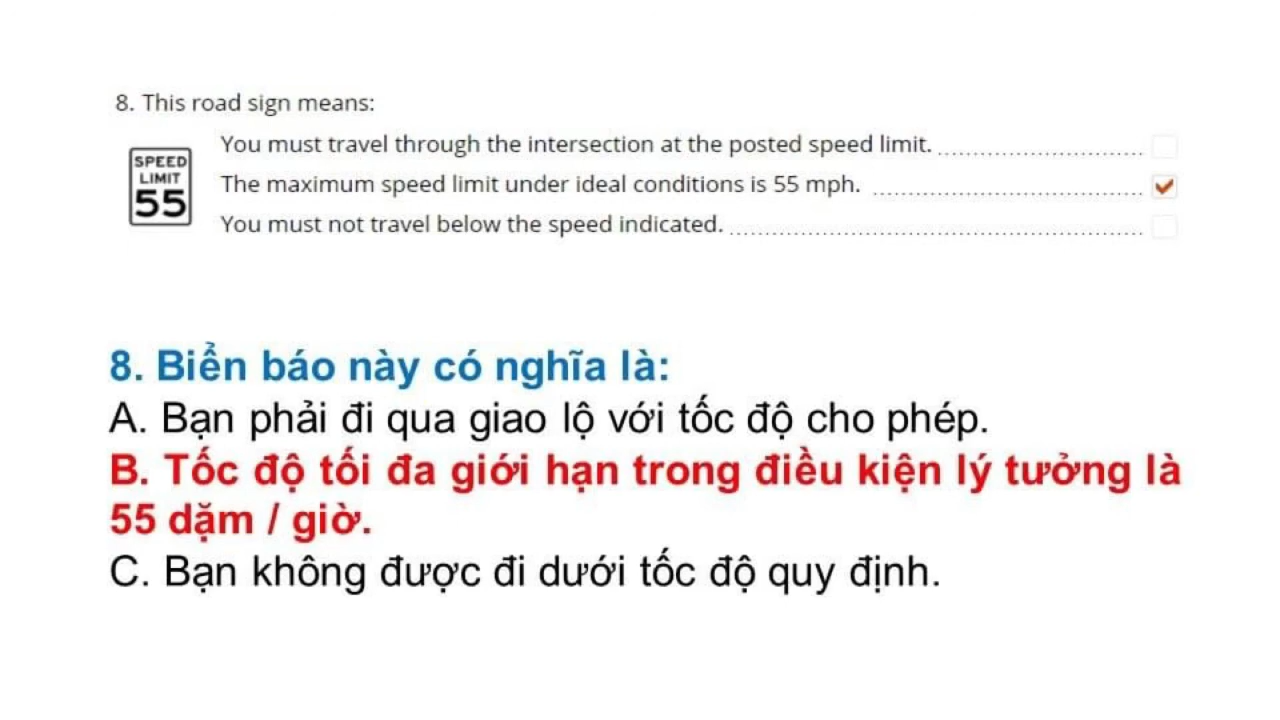 8. This road sign means:
SPEED
LIMIT
55
You must travel through the intersection at the posted speed limit.
The maximum speed limit under ideal conditions is 55 mph.
You must not travel below the speed indicated.
8. Biển báo này có nghĩa là:
A. Bạn phải đi qua giao lộ với tốc độ cho phép.
B. Tốc độ tối đa giới hạn trong điều kiện lý tưởng là
55 dặm / giờ.
C. Bạn không được đi dưới tốc độ quy định.